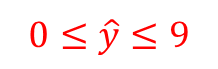 0 ≤ ŷ ≤ 9